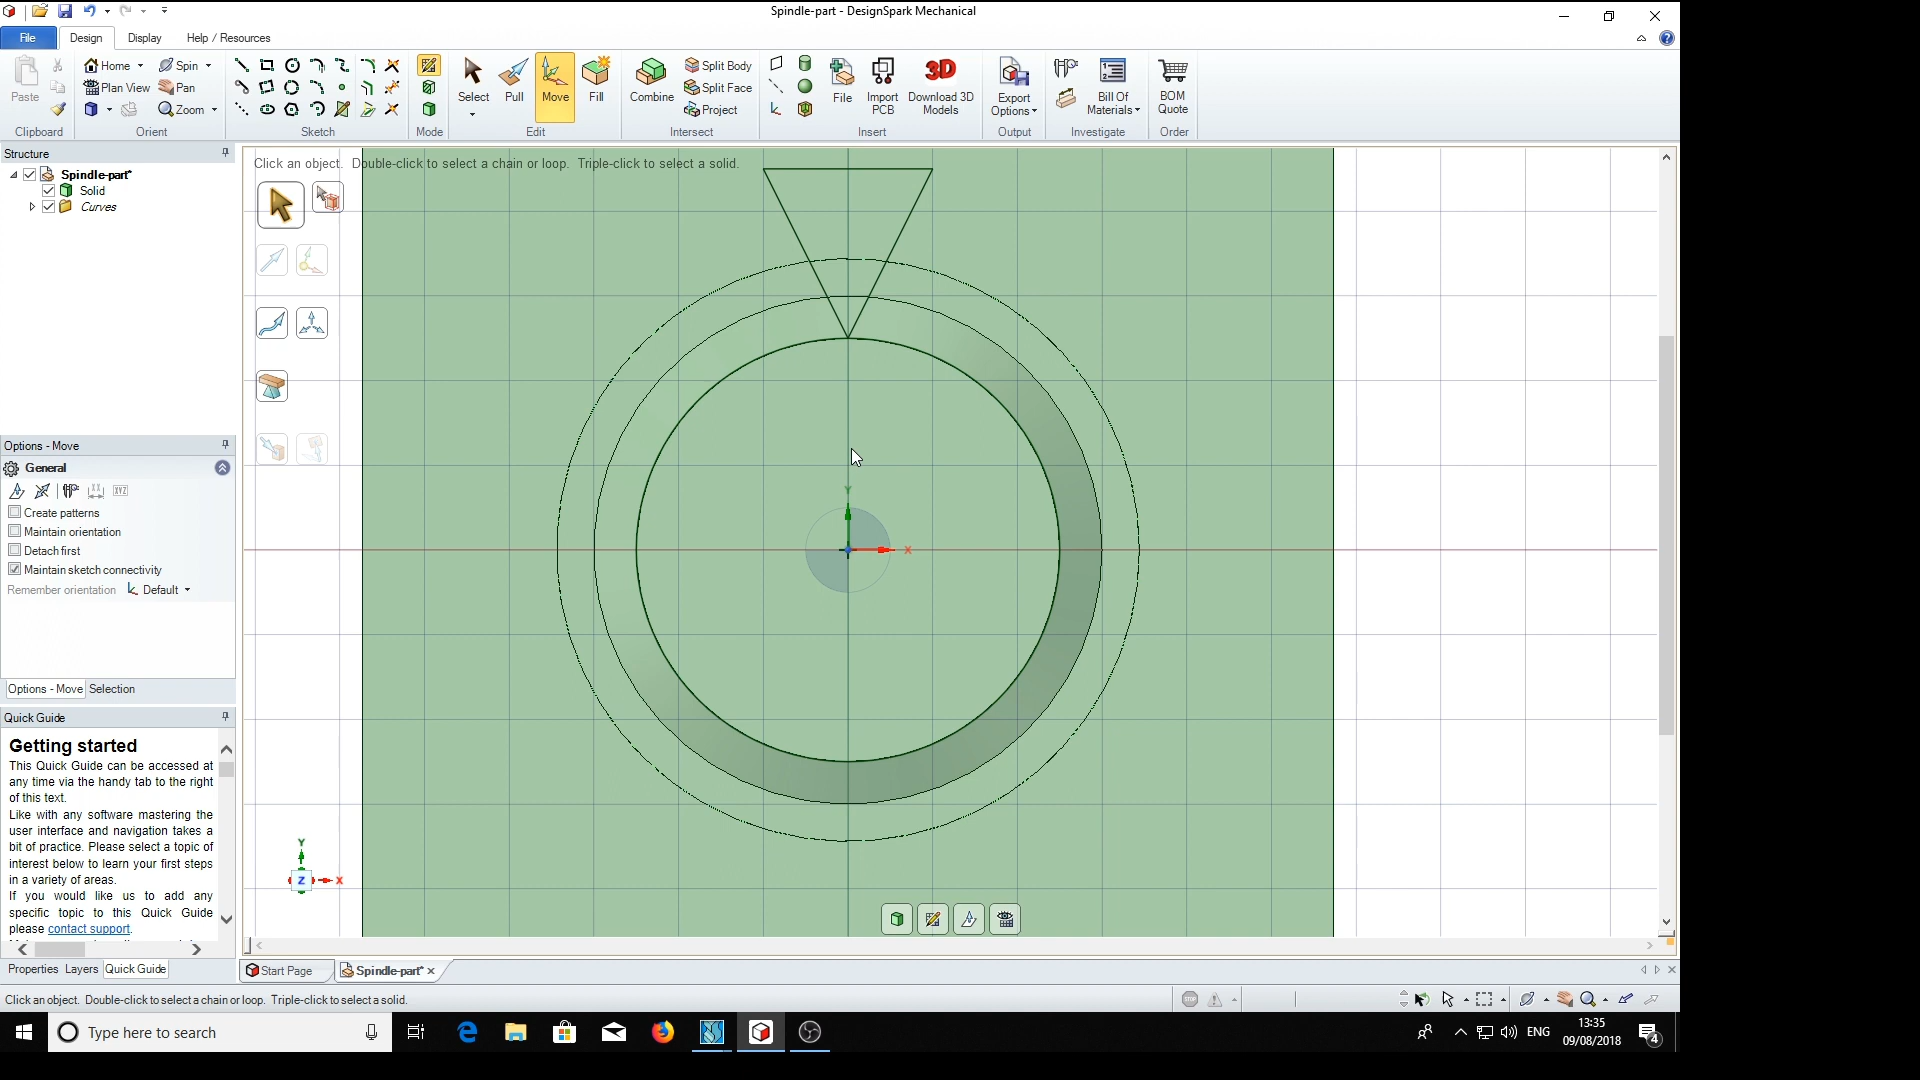 Spindle-part - DesignSpark Mechanical
File
Design
Display
Help / Resources
Paste
Clipboard
Home
Spin
Plan View
Pan
Zoom
Orient
Sketch
Mode
Select
Pull
Move
Fill
Edit
Combine
Split Body
Split Face
Project
Intersect
File
Import PCB
Download 3D Models
Insert
Export Options
Output
Bill Of Materials
Investigate
BOM Quote
Order
Structure
Spindle-part*
Solid
Curves
Click an object. Double-click to select a chain or loop. Triple-click to select a solid.
Options - Move
General
XYZ
Create patterns
Maintain orientation
Detach first
Maintain sketch connectivity
Remember orientation Default
Options - Move Selection
Quick Guide
Getting started
This Quick Guide can be accessed at
any time via the handy tab to the right
of this text.
Like with any software mastering the
user interface and navigation takes a
bit of practice. Please select a topic of
interest below to learn your first steps
in a variety of areas.
If you would like us to add any
specific topic to this Quick Guide
please contact support.
Properties Layers Quick Guide
Y
X
Y
Z
X
Start Page
Spindle-part*
Click an object. Double-click to select a chain or loop. Triple-click to select a solid.
Type here to search
ENG
13:35
09/08/2018
4